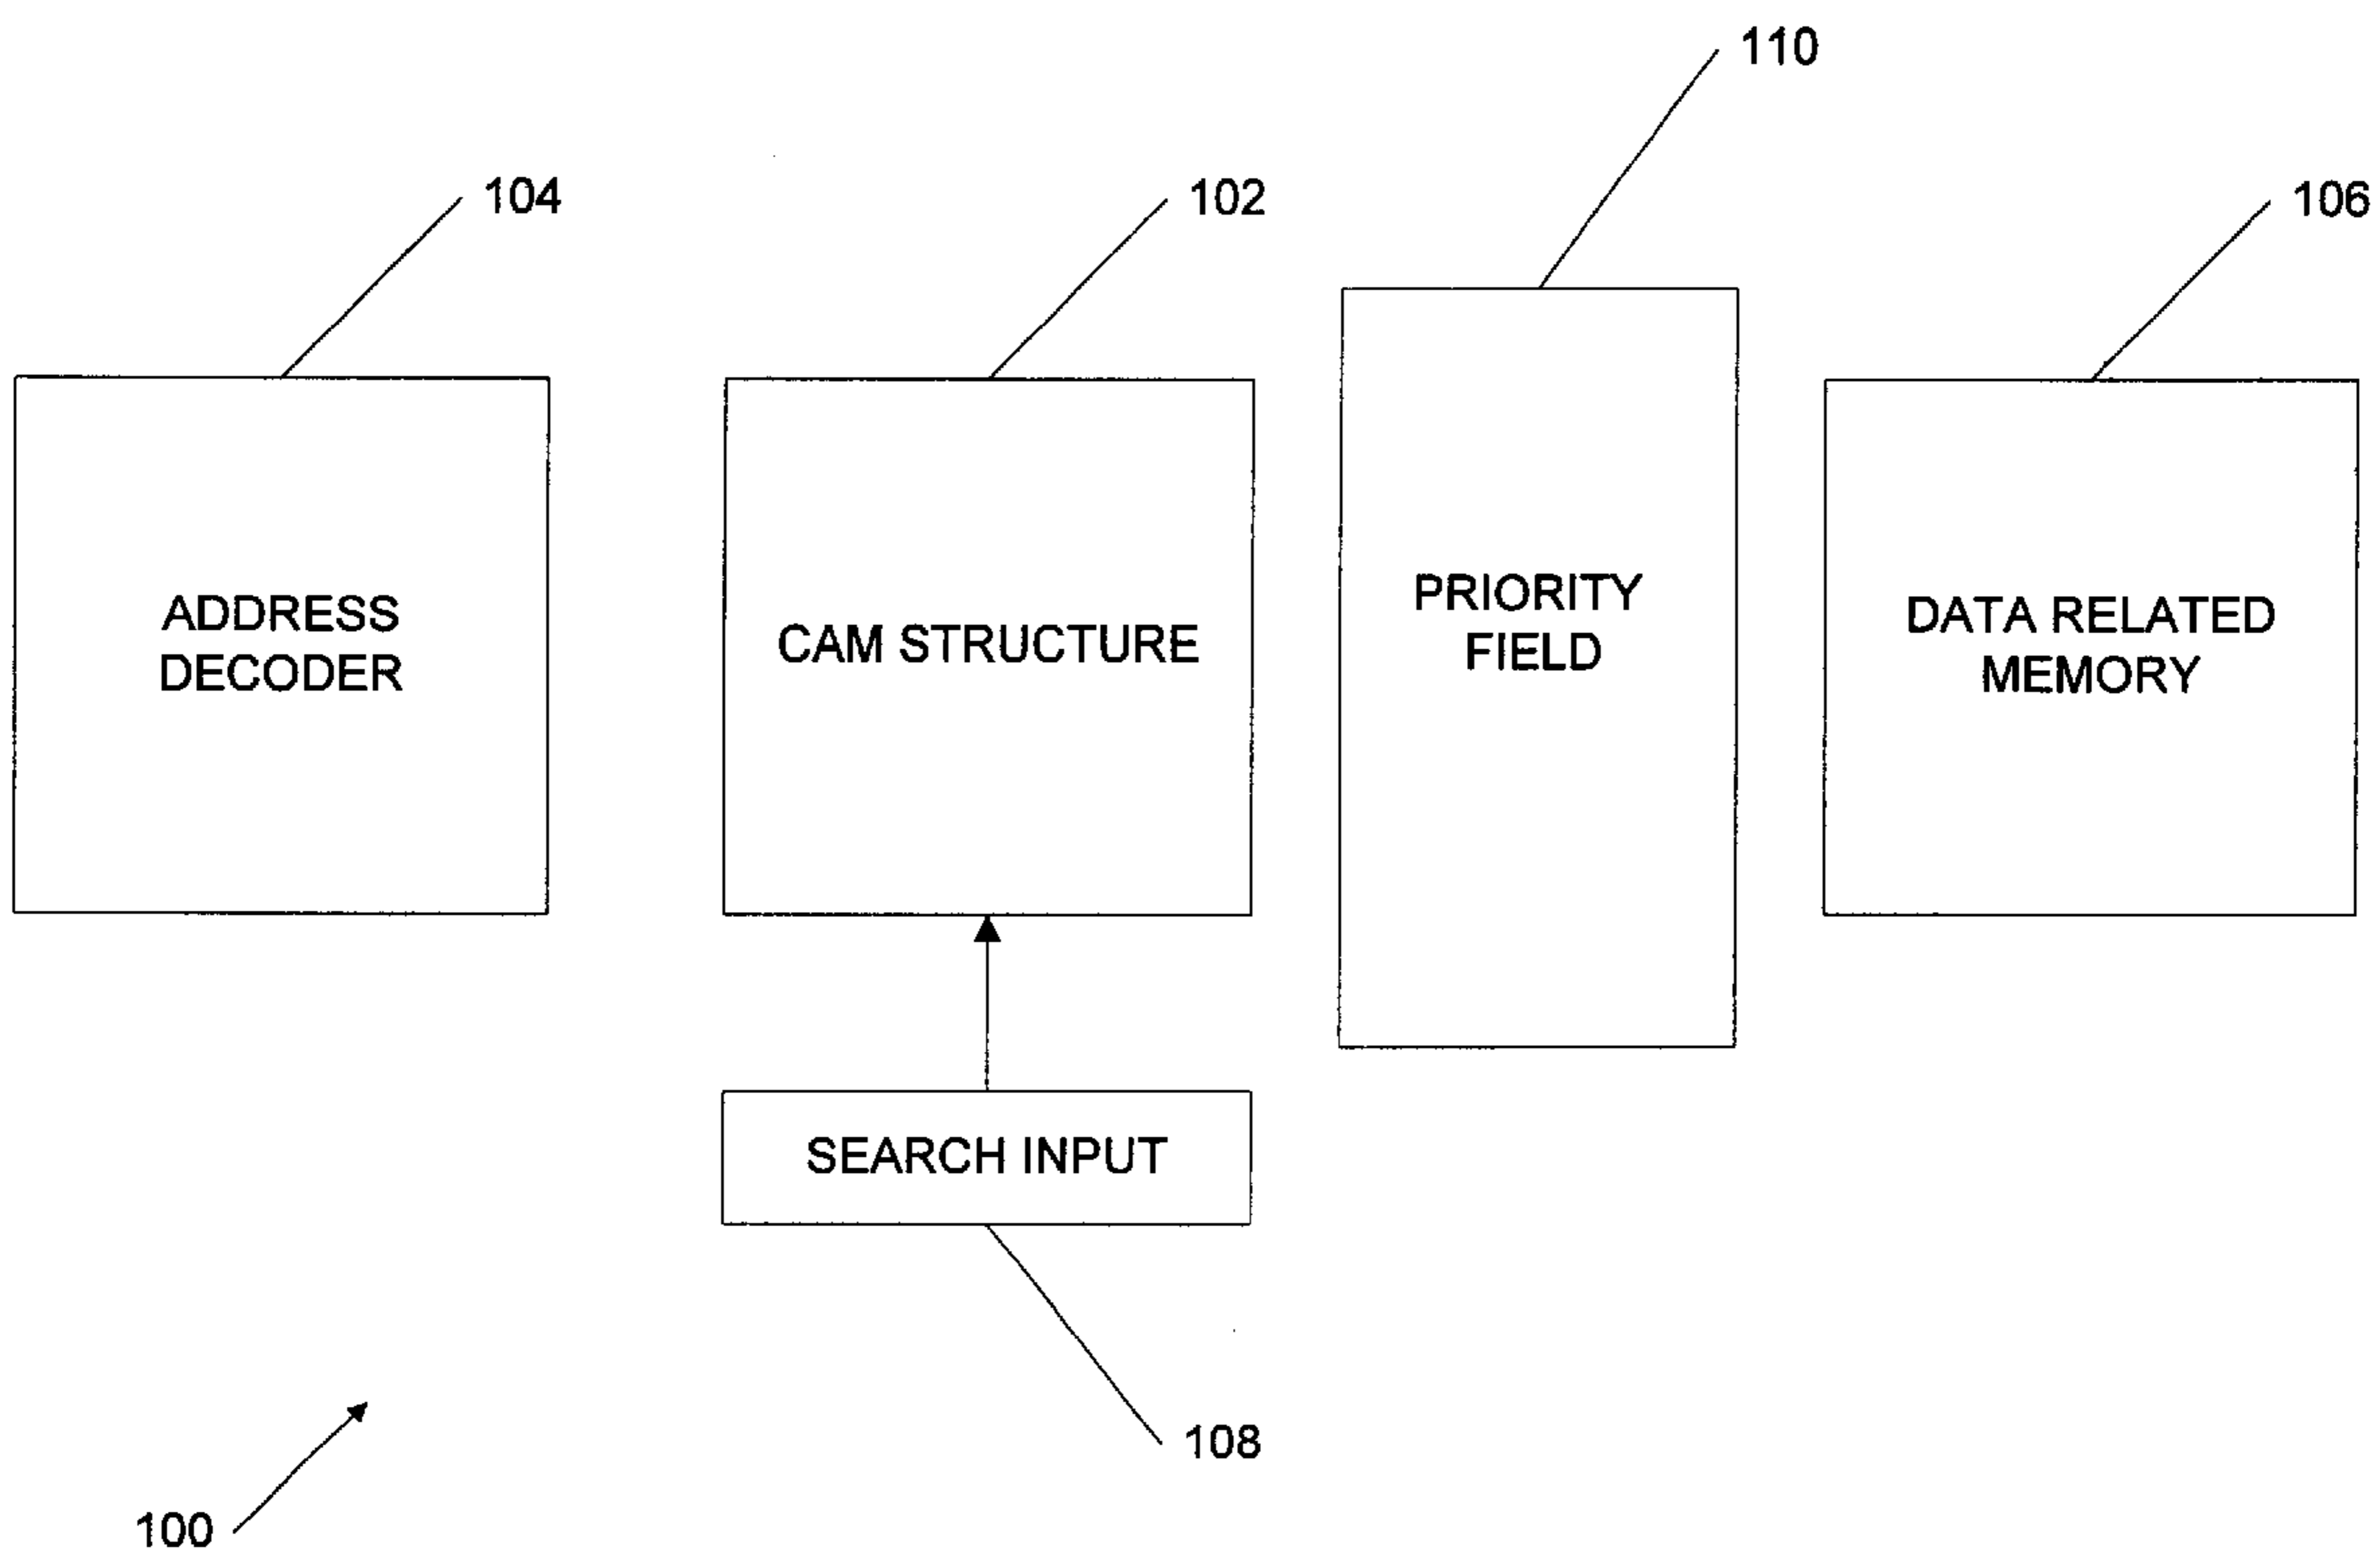 110
104
102
106
ADDRESS
DECODER
CAM STRUCTURE
PRIORITY
FIELD
DATA RELATED
MEMORY
SEARCH INPUT
108
100